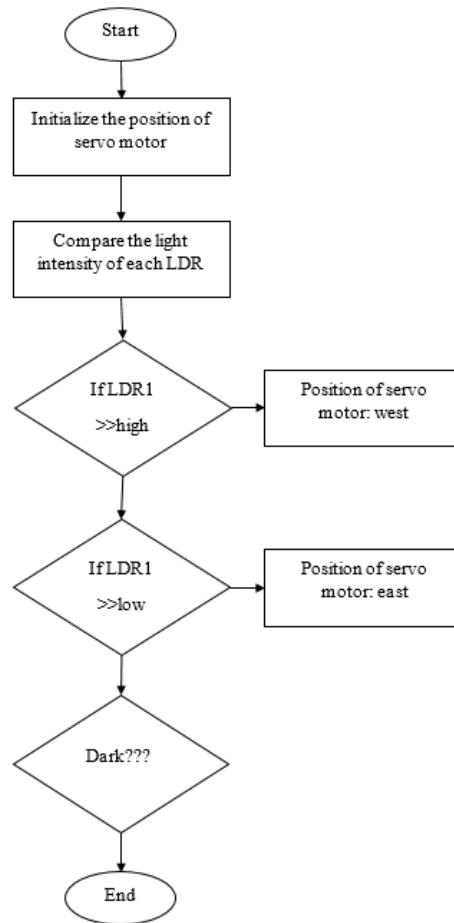 Start
Initialize the position of
servo motor
Compare the light
intensity of each LDR
If LDR1
>>high
Position of servo
motor: west
If LDR1
>>low
Position of servo
motor: east
Dark???
End